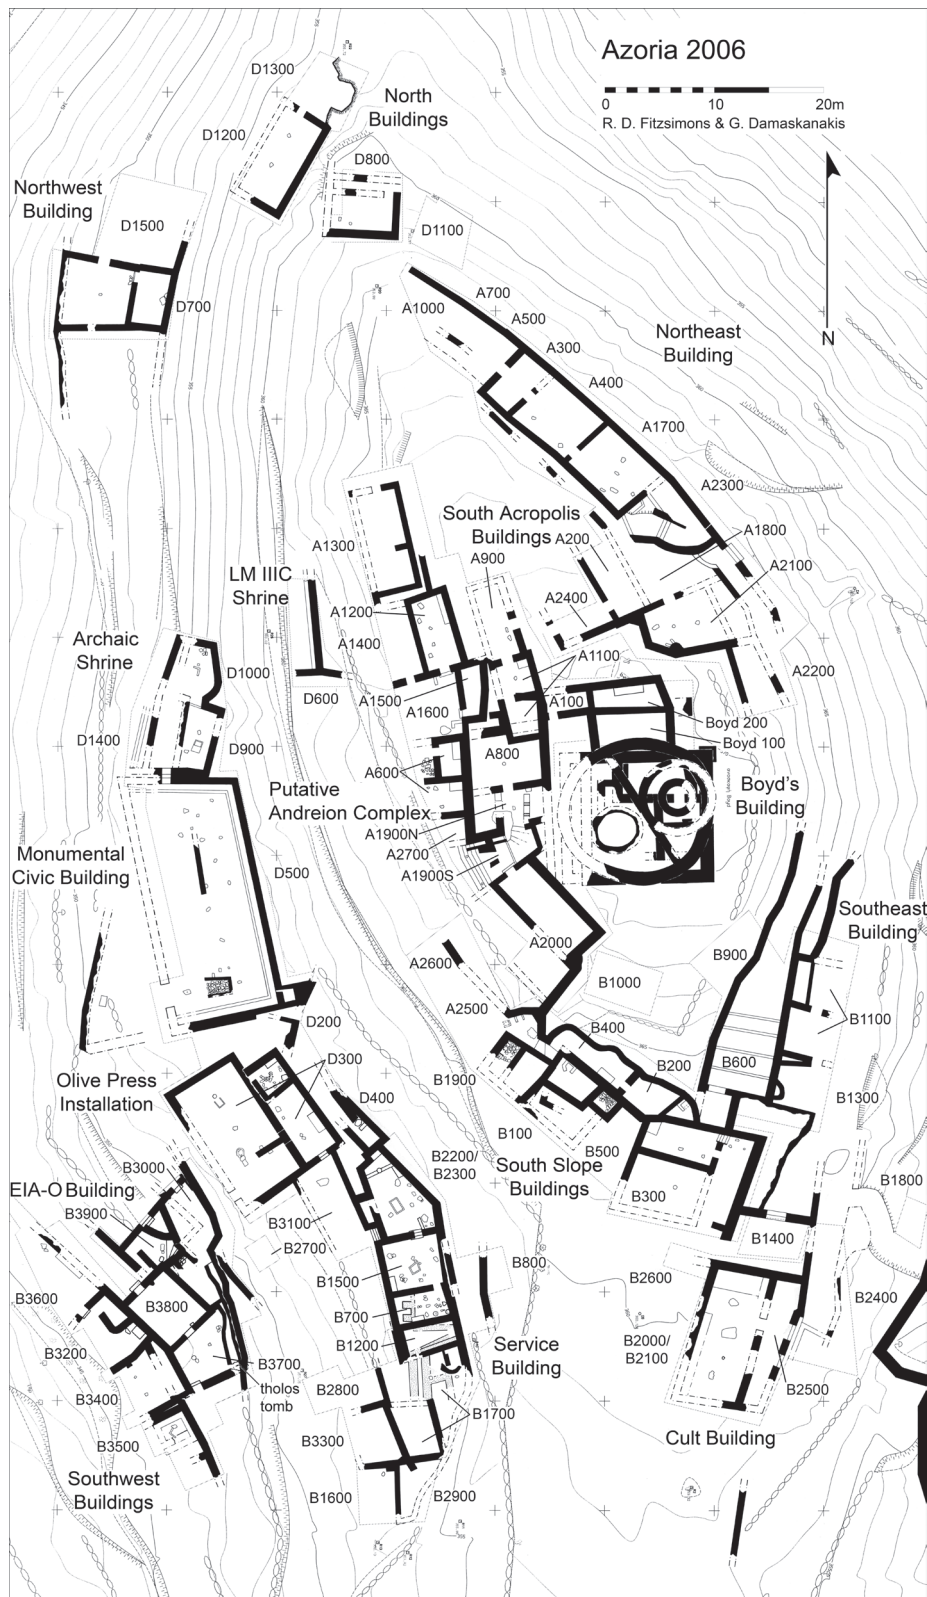 Azoria 2006
0 10 20m
R. D. Fitzsimons & G. Damaskanakis
N
D1300
North
Buildings
D1200
D800
Northwest
Building
D1500
D1100
D700
A700
A1000
A500
A300
Northeast
Building
A400
A1700
A2300
South Acropolis
Buildings
A200
A1800
A1300
A900
A2100
LM IIIC
Shrine
A2400
A1200
Archaic
Shrine
A1400
A1100
D1000
D600
A1500
A1600
A100
A2200
Boyd 200
D1400
D900
A800
Boyd 100
A600
Putative
Andreion Complex
Boyd's
Building
A1900N
Monumental
Civic Building
A2700
D500
A1900S
Southeast
Building
A2000
B900
A2600
B1000
A2500
B1100
D200
B400
D300
B200
B600
Olive Press
Installation
B1900
D400
B1300
B100
B2200/
B2300
B500
South Slope
Buildings
B3000
EIA-O Building
B1800
B3900
B300
B3100
B2700
B1400
B1500
B800
B2600
B3600
B3800
B2400
B700
B3200
B1200
Service
Building
B2000/
B2100
B3700
tholos
tomb
B2800
B2500
B3400
B1700
Cult Building
B3500
B3300
Southwest
Buildings
B1600
B2900